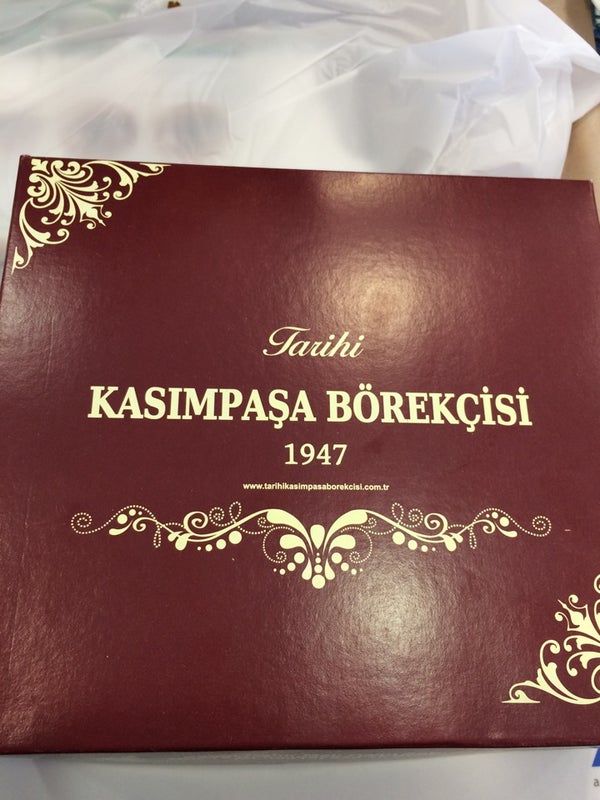 Tarihi
KASIMPAŞA BÖREKÇİSİ
1947
www.tarihikasimpasaborekcisi.com.tr